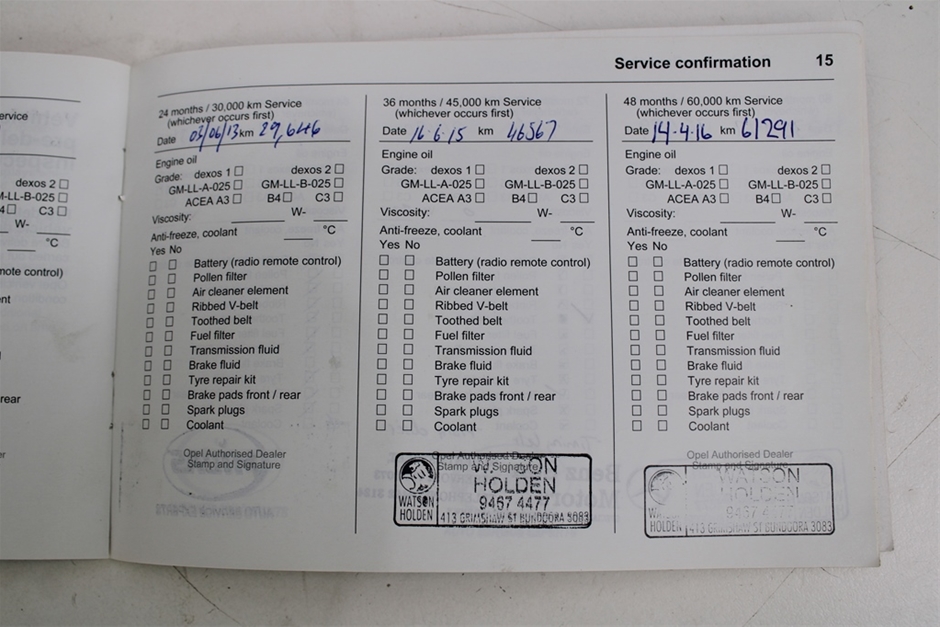 Service confirmation 15
ervice
dexos 2 □
M-LL-B-025 □
4 □ C3 □
W-
°C
mote control)
ent
rear
24 months / 30,000 km Service
(whichever occurs first)
Date 03/06/13 km 29,646
Engine oil
Grade: dexos 1 □ dexos 2 □
GM-LL-A-025 □ GM-LL-B-025 □
ACEA A3 □ B4 □ C3 □
Viscosity: W-
Anti-freeze, coolant °C
Yes No
□ □ Battery (radio remote control)
□ □ Pollen filter
□ □ Air cleaner element
□ □ Ribbed V-belt
□ □ Toothed belt
□ □ Fuel filter
□ □ Transmission fluid
□ □ Brake fluid
□ □ Tyre repair kit
□ □ Brake pads front / rear
□ □ Spark plugs
□ □ Coolant
Opel Authorised Dealer
Stamp and Signature
36 months / 45,000 km Service
(whichever occurs first)
Date 16-6-15 km 46567
Engine oil
Grade: dexos 1 □ dexos 2 □
GM-LL-A-025 □ GM-LL-B-025 □
ACEA A3 □ B4 □ C3 □
Viscosity: W-
Anti-freeze, coolant °C
Yes No
□ □ Battery (radio remote control)
□ □ Pollen filter
□ □ Air cleaner element
□ □ Ribbed V-belt
□ □ Toothed belt
□ □ Fuel filter
□ □ Transmission fluid
□ □ Brake fluid
□ □ Tyre repair kit
□ □ Brake pads front / rear
□ □ Spark plugs
□ □ Coolant
Opel Authorised Dealer
Stamp and Signature
WATSON
HOLDEN
9467 4477
WATSON
HOLDEN
413 GRIMSHAW ST BUNDOORA 3083
48 months / 60,000 km Service
(whichever occurs first)
Date 14-4-16 km 61291
Engine oil
Grade: dexos 1 □ dexos 2 □
GM-LL-A-025 □ GM-LL-B-025 □
ACEA A3 □ B4 □ C3 □
Viscosity: W-
Anti-freeze, coolant °C
Yes No
□ □ Battery (radio remote control)
□ □ Pollen filter
□ □ Air cleaner element
□ □ Ribbed V-belt
□ □ Toothed belt
□ □ Fuel filter
□ □ Transmission fluid
□ □ Brake fluid
□ □ Tyre repair kit
□ □ Brake pads front / rear
□ □ Spark plugs
□ □ Coolant
Opel Authorised Dealer
Stamp and Signature
WATSON
HOLDEN
9467 4477
HOLDEN
413 GRIMSHAW ST BUNDOORA 3083